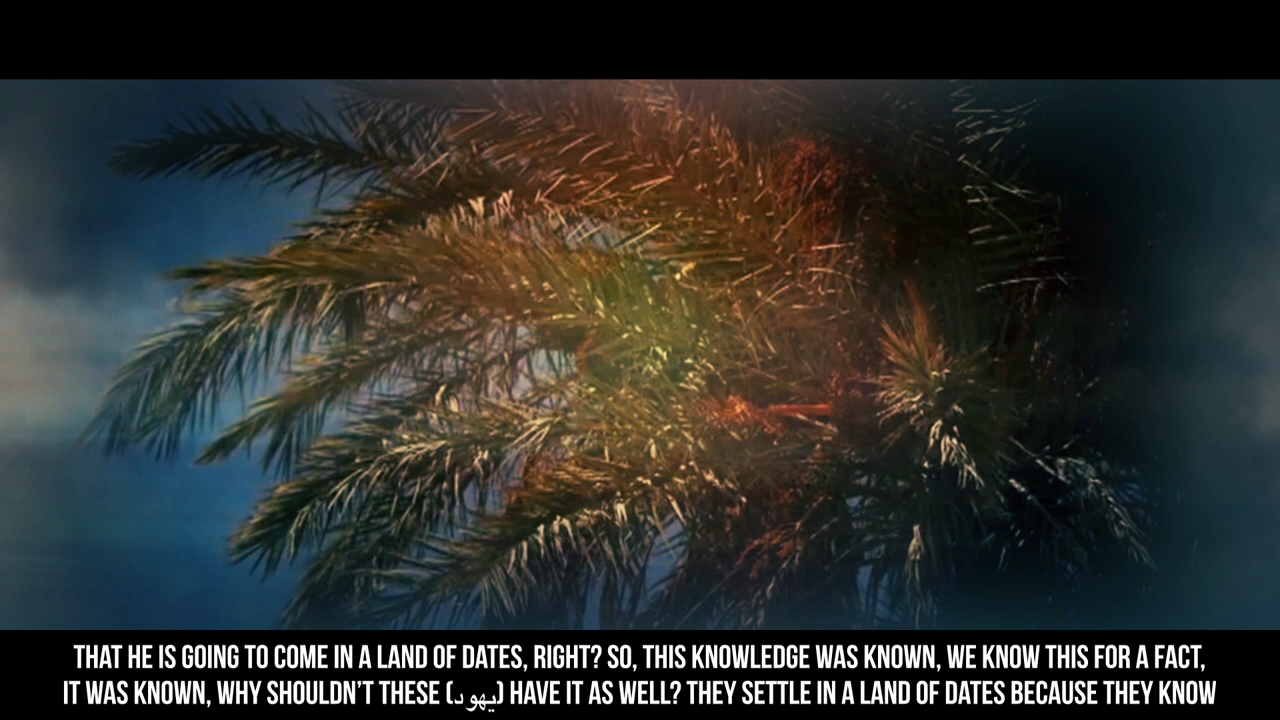 THAT HE IS GOING TO COME IN A LAND OF DATES, RIGHT? SO, THIS KNOWLEDGE WAS KNOWN, WE KNOW THIS FOR A FACT,
IT WAS KNOWN, WHY SHOULDN'T THESE (یہود) HAVE IT AS WELL? THEY SETTLE IN A LAND OF DATES BECAUSE THEY KNOW